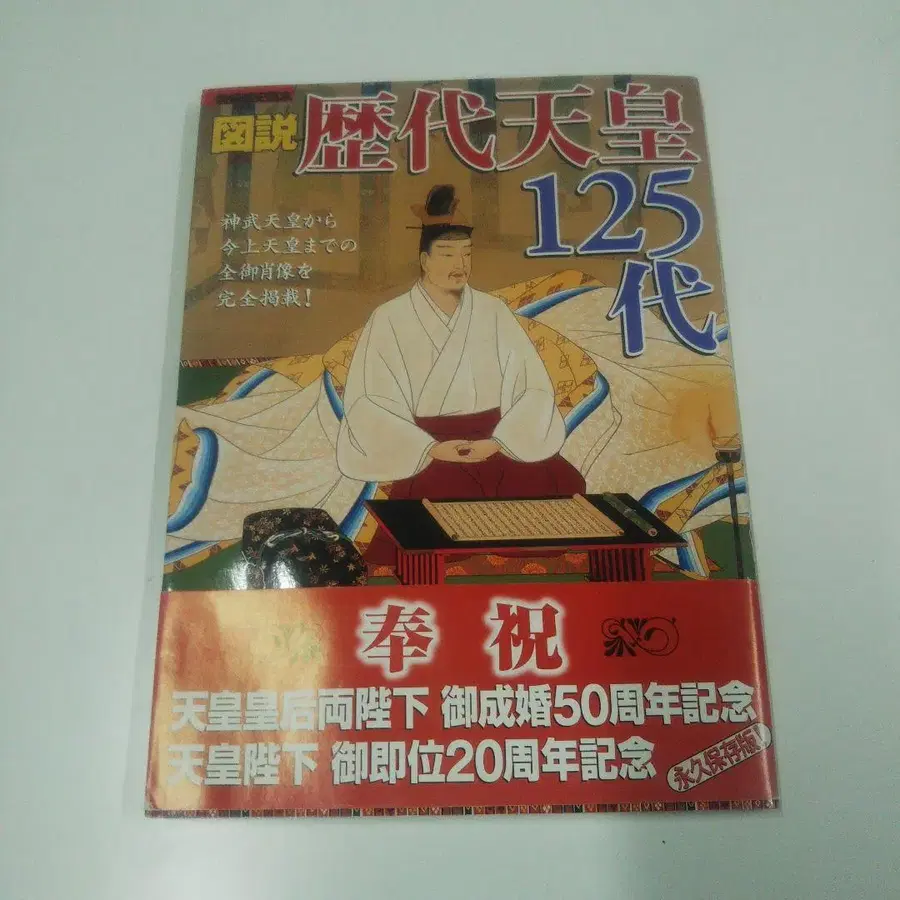 図説
歴代天皇
125
代
神武天皇から
今上天皇までの
全御肖像を
完全掲載!
奉祝
天皇皇后両陛下 御成婚50周年記念
天皇陛下 御即位20周年記念
永久保存版!